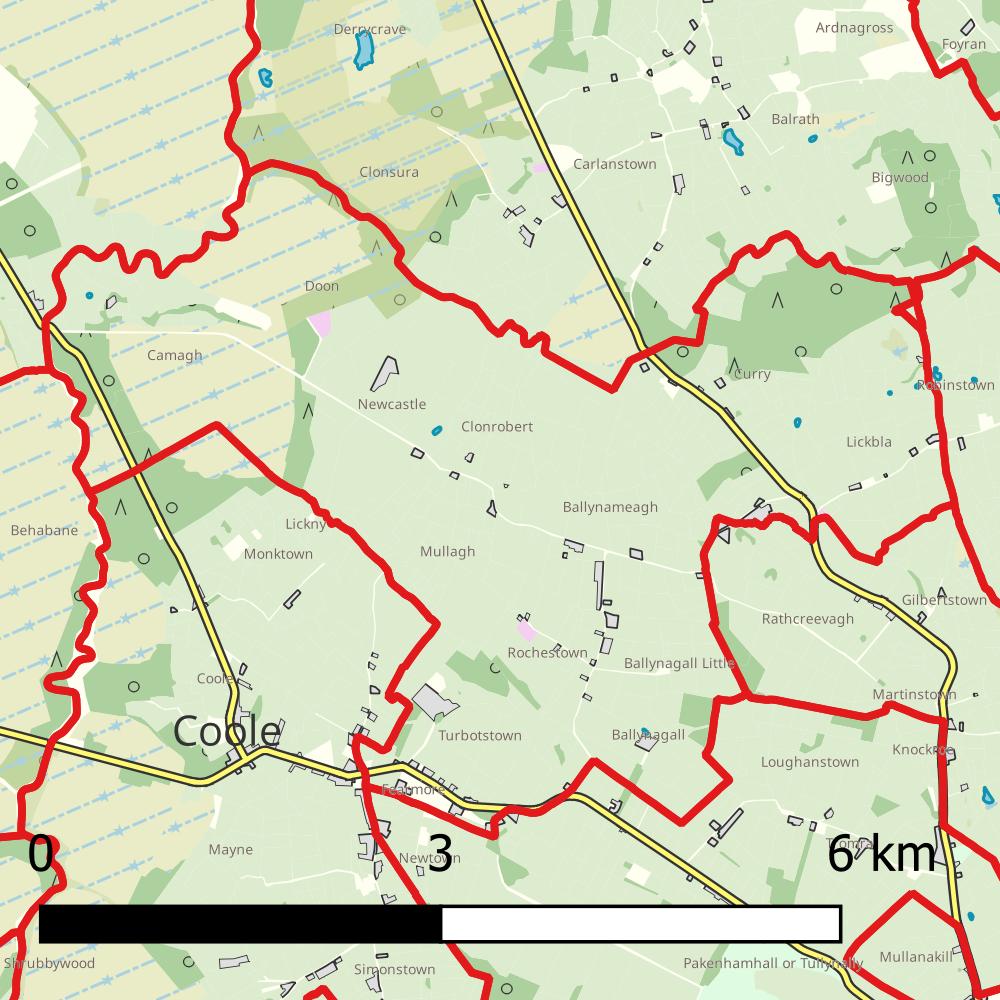 Derrycrave
Ardnagross
Foyran
Balrath
Carlanstown
Clonsura
Bigwood
Doon
Camagh
Curry
Robinstown
Newcastle
Clonrobert
Lickbla
Ballynameagh
Lickny
Behabane
Monktown
Mullagh
Gilbertstown
Rathcreevagh
Rochestown
Ballynagall Little
Coole
Martinstown
Coole
Turbotstown
Ballynagall
Knockroe
Loughanstown
Fearmore
Mayne
Newtown
0 3 6 km
Shrubbywood
Simonstown
Pakenhamhall or Tullynally
Mullanakill